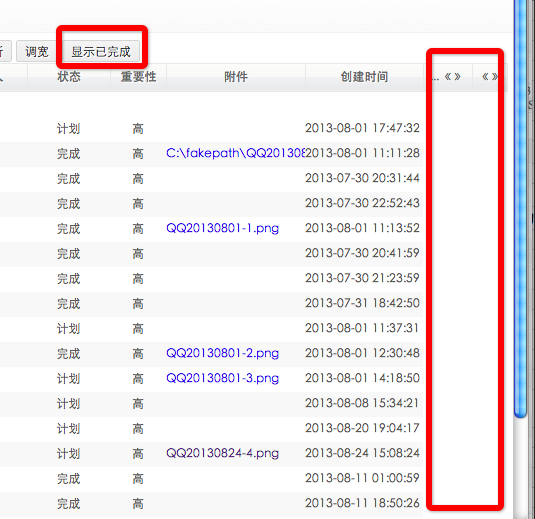 调宽 显示已完成
状态 重要性 附件 创建时间 ... «» «»
计划 高 2013-08-01 17:47:32
完成 高 C:\fakepath\QQ201308 2013-08-01 11:11:28
完成 高 2013-07-30 20:31:44
完成 高 2013-07-30 22:52:43
完成 高 QQ20130801-1.png 2013-08-01 11:13:52
完成 高 2013-07-30 20:41:59
完成 高 2013-07-30 21:23:59
完成 高 2013-07-31 18:42:50
计划 高 2013-08-01 11:37:31
完成 高 QQ20130801-2.png 2013-08-01 12:30:48
计划 高 QQ20130801-3.png 2013-08-01 14:18:50
计划 高 2013-08-08 15:34:21
计划 高 2013-08-20 19:04:17
计划 高 QQ20130824-4.png 2013-08-24 15:08:24
完成 高 2013-08-11 01:00:59
完成 高 2013-08-11 18:50:26